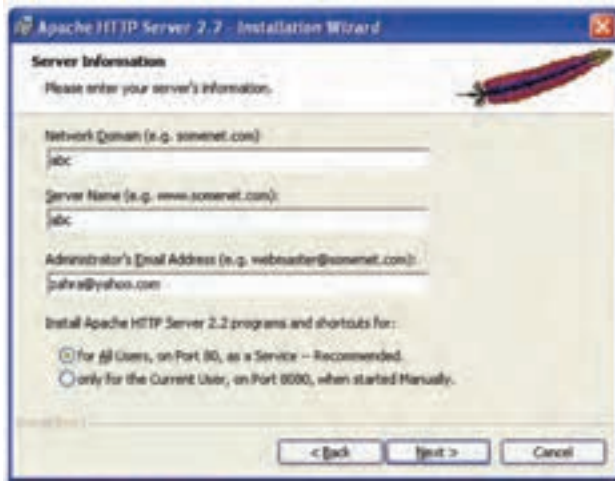 Apache HTTP Server 2.2 - Installation Wizard
Server Information
Please enter your server's information.
Network Domain (e.g. somenet.com)
abc
Server Name (e.g. www.somenet.com):
abc
Administrator's Email Address (e.g. webmaster@somenet.com):
zahra@yahoo.com
Install Apache HTTP Server 2.2 programs and shortcuts for:
for All Users, on Port 80, as a Service -- Recommended.
only for the Current User, on Port 8080, when started Manually.
< Back
Next >
Cancel